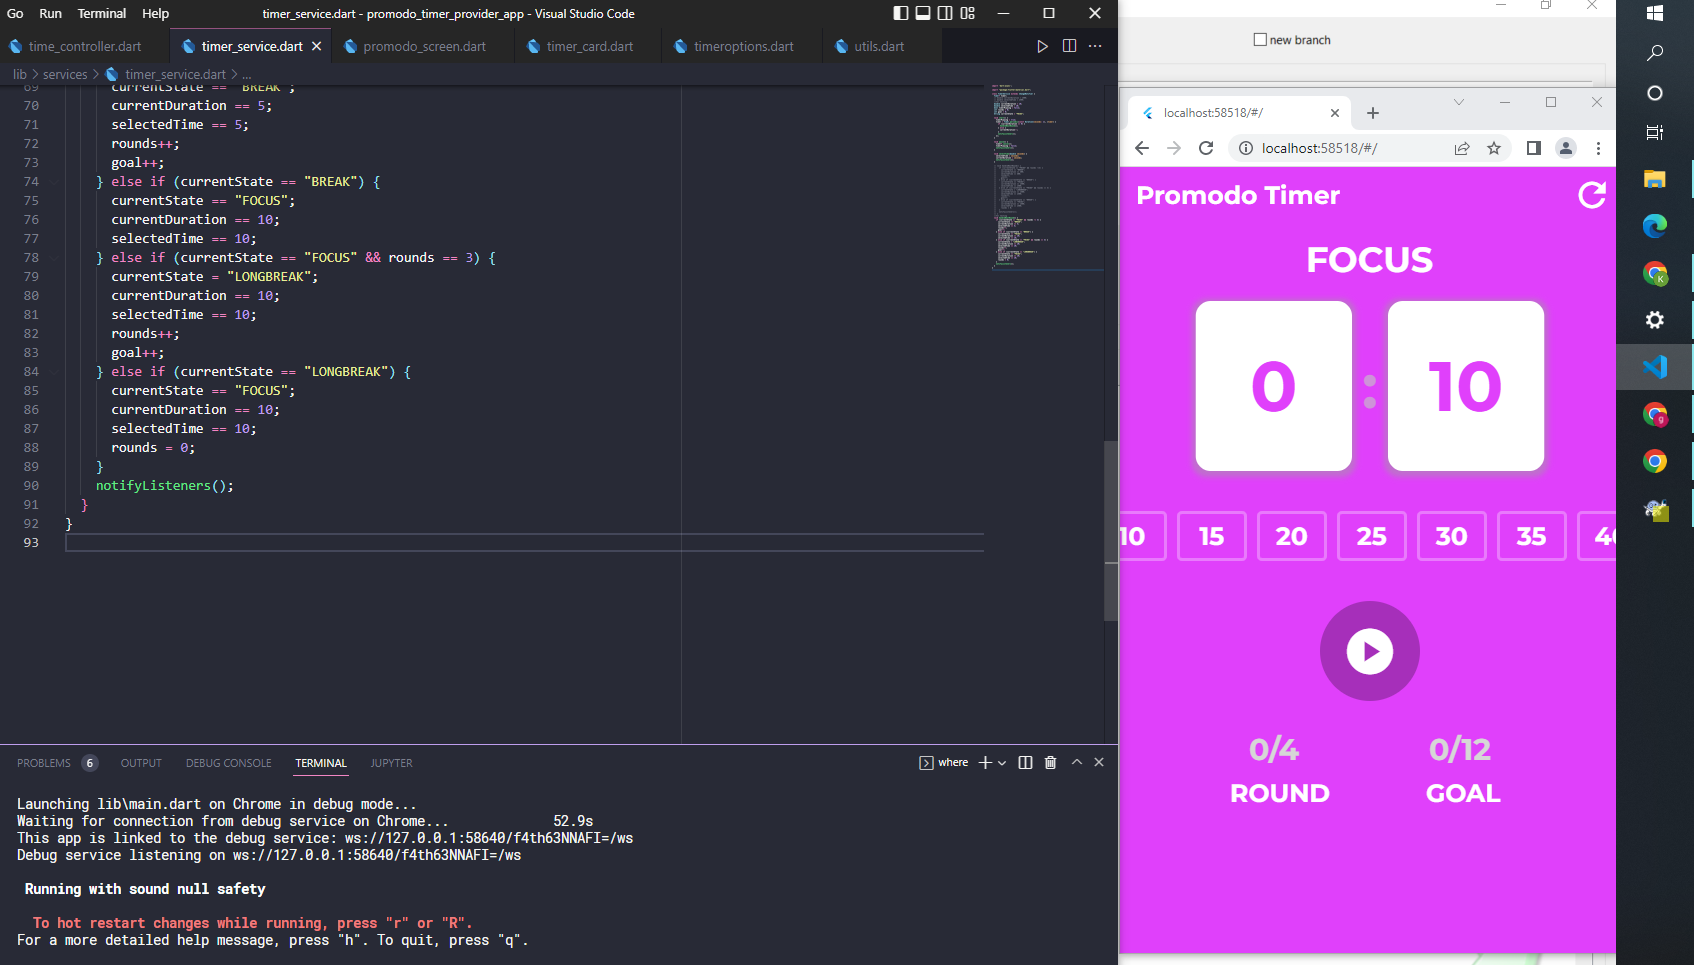 Go Run Terminal Help
timer_service.dart - promodo_timer_provider_app - Visual Studio Code
time_controller.dart
timer_service.dart
promodo_screen.dart
timer_card.dart
timeroptions.dart
utils.dart
lib > services > timer_service.dart > ...
69 currentState == "BREAK";
70 currentDuration == 5;
71 selectedTime == 5;
72 rounds++;
73 goal++;
74 } else if (currentState == "BREAK") {
75 currentState == "FOCUS";
76 currentDuration == 10;
77 selectedTime == 10;
78 } else if (currentState == "FOCUS" && rounds == 3) {
79 currentState = "LONGBREAK";
80 currentDuration == 10;
81 selectedTime == 10;
82 rounds++;
83 goal++;
84 } else if (currentState == "LONGBREAK") {
85 currentState == "FOCUS";
86 currentDuration == 10;
87 selectedTime == 10;
88 rounds = 0;
89 }
90 notifyListeners();
91 }
92 }
93
PROBLEMS 6 OUTPUT DEBUG CONSOLE TERMINAL JUPYTER
where
Launching lib\main.dart on Chrome in debug mode...
Waiting for connection from debug service on Chrome... 52.9s
This app is linked to the debug service: ws://127.0.0.1:58640/f4th63NNAFI=/ws
Debug service listening on ws://127.0.0.1:58640/f4th63NNAFI=/ws
Running with sound null safety
To hot restart changes while running, press "r" or "R".
For a more detailed help message, press "h". To quit, press "q".
new branch
localhost:58518/#/
localhost:58518/#/
Promodo Timer
FOCUS
0 : 10
10 15 20 25 30 35 40
0/4 0/12
ROUND GOAL
K
g